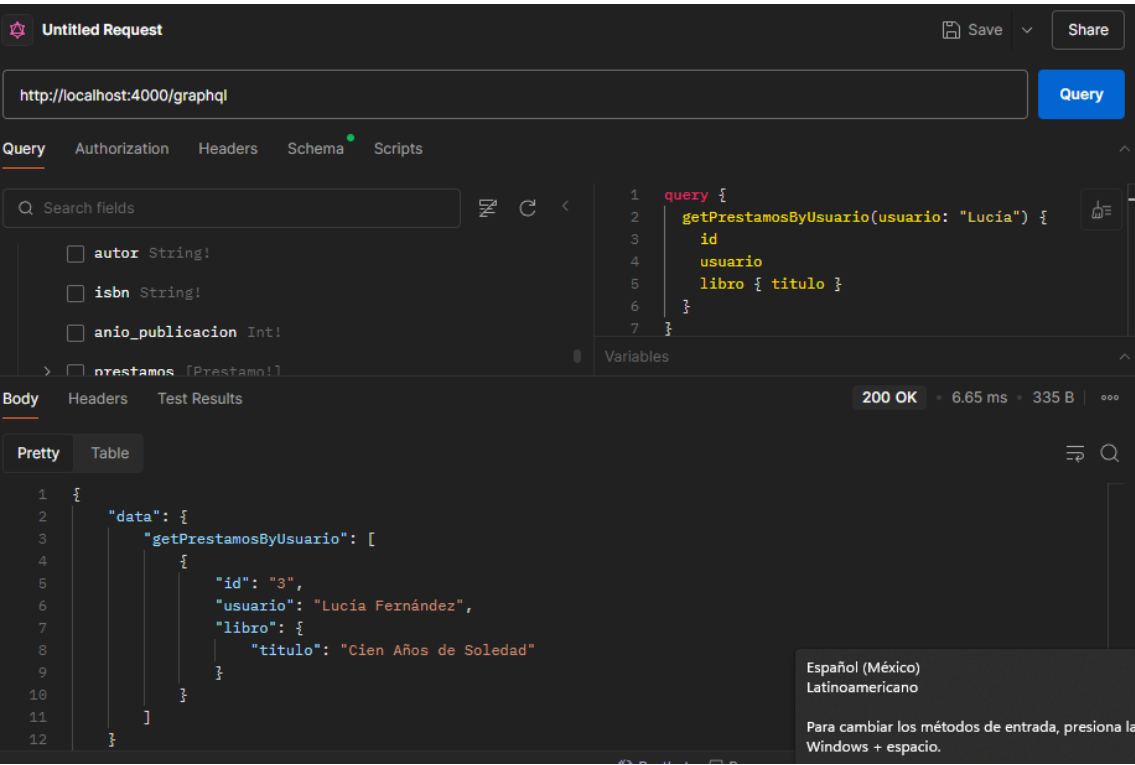 Untitled Request
Save
Share
http://localhost:4000/graphql
Query
Query Authorization Headers Schema Scripts
Search fields
autor String!
isbn String!
anio_publicacion Int!
prestamos [Prestamo!]
1 query {
2 getPrestamosByUsuario(usuario: "Lucía") {
3 id
4 usuario
5 libro { titulo }
6 }
7 }
Variables
Body Headers Test Results
200 OK • 6.65 ms • 335 B
Pretty Table
1 {
2 "data": {
3 "getPrestamosByUsuario": [
4 {
5 "id": "3",
6 "usuario": "Lucía Fernández",
7 "libro": {
8 "titulo": "Cien Años de Soledad"
9 }
10 }
11 ]
12 }
Español (México)
Latinoamericano
Para cambiar los métodos de entrada, presiona la
Windows + espacio.